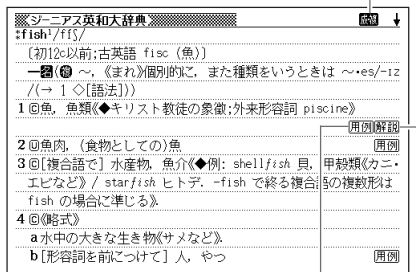 ジーニアス英和大辞典 成句
*fish¹/fɪʃ/
〔初12c以前;古英語 fisc (魚)〕
━名(複 ～, 《まれ》個別的に, また種類をいうときは ～・es/-ɪz
/(→ 1 ◇[語法]))
1 C魚, 魚類《◆キリスト教徒の象徴;外来形容詞 piscine》
用例 解説
2 U魚肉, (食物としての)魚 用例
3 C[複合語で] 水産物, 魚介《◆例: shellfish 貝, 甲殻類《カニ・
エビなど》 / starfish ヒトデ. -fish で終る複合語の複数形は
fish の場合に準じる》.
4 C《略式》
a 水中の大きな生き物《サメなど》.
b [形容詞を前につけて] 人, やつ 用例